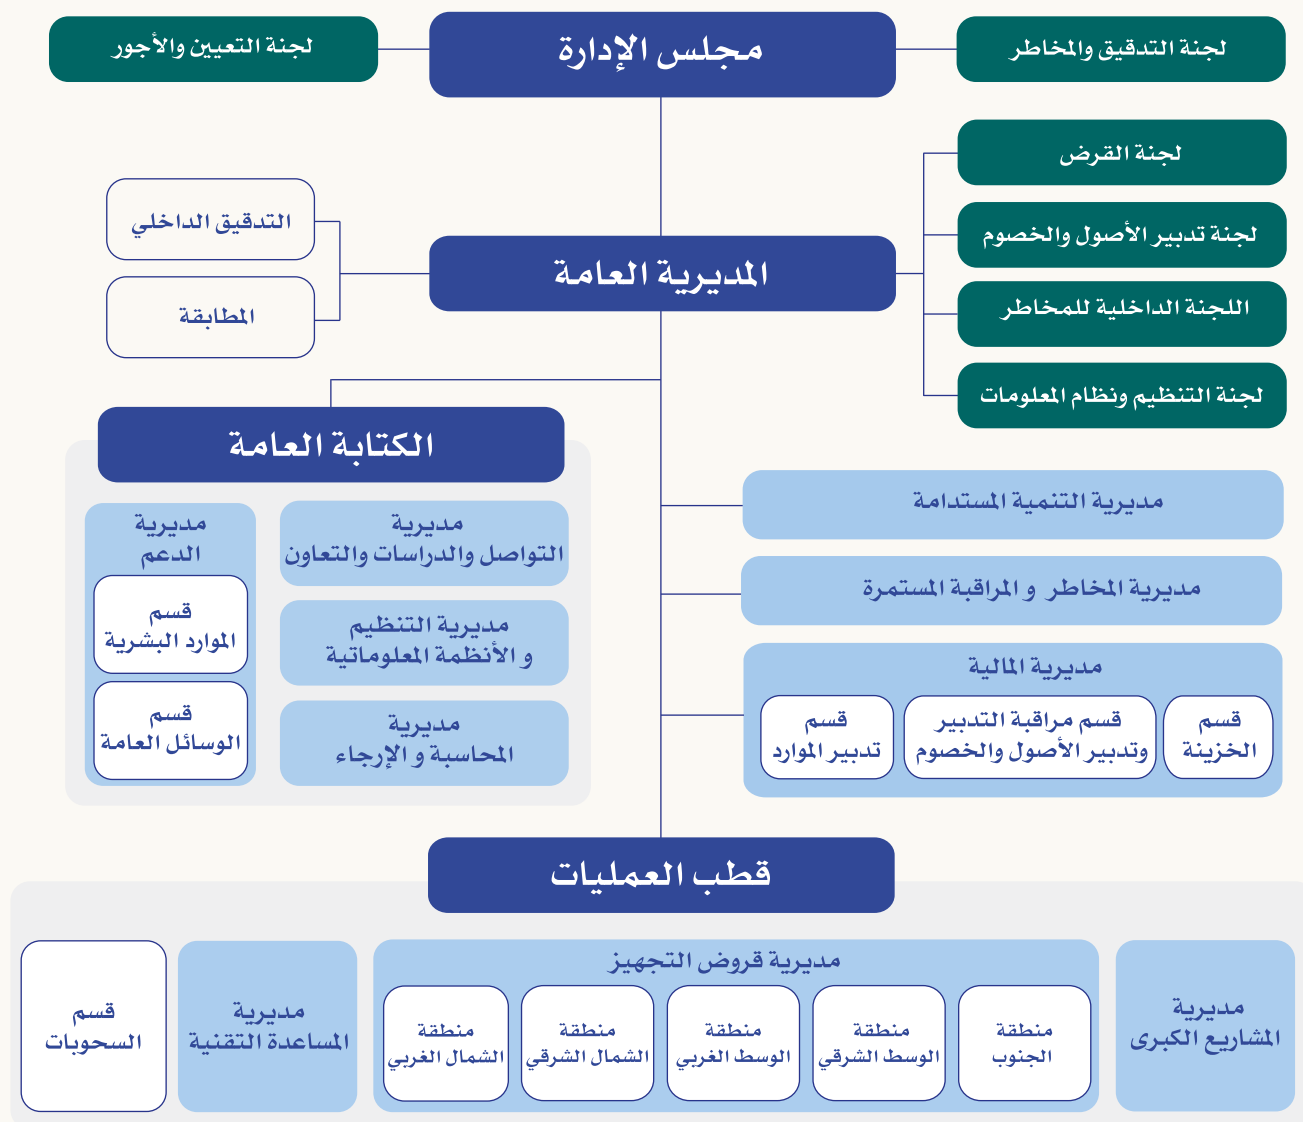 لجنة التدقيق والمخاطر
مجلس الإدارة
لجنة التعيين والأجور
لجنة القرض
لجنة تدبير الأصول والخصوم
اللجنة الداخلية للمخاطر
لجنة التنظيم ونظام المعلومات
المديرية العامة
التدقيق الداخلي
المطابقة
الكتابة العامة
مديرية
التواصل والدراسات والتعاون
مديرية التنظيم
و الأنظمة المعلوماتية
مديرية
المحاسبة و الإرجاء
مديرية
الدعم
قسم
الموارد البشرية
قسم
الوسائل العامة
مديرية التنمية المستدامة
مديرية المخاطر و المراقبة المستمرة
مديرية المالية
قسم
الخزينة
قسم مراقبة التدبير
وتدبير الأصول والخصوم
قسم
تدبير الموارد
قطب العمليات
مديرية
المشاريع الكبرى
مديرية قروض التجهيز
منطقة
الجنوب
منطقة
الوسط الشرقي
منطقة
الوسط الغربي
منطقة
الشمال الشرقي
منطقة
الشمال الغربي
مديرية
المساعدة التقنية
قسم
السحوبات